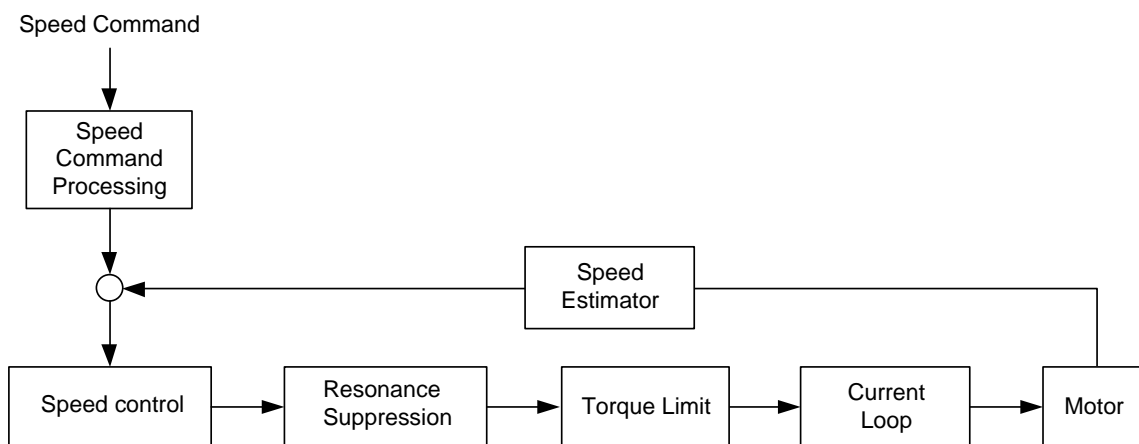 Speed Command
Speed
Command
Processing
Speed
Estimator
Speed control
Resonance
Suppression
Torque Limit
Current
Loop
Motor